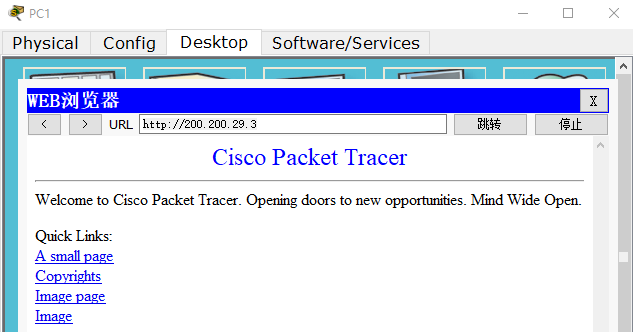 PC1
Physical Config Desktop Software/Services
WEB浏览器 X
< > URL http://200.200.29.3 跳转 停止
Cisco Packet Tracer
Welcome to Cisco Packet Tracer. Opening doors to new opportunities. Mind Wide Open.
Quick Links:
A small page
Copyrights
Image page
Image